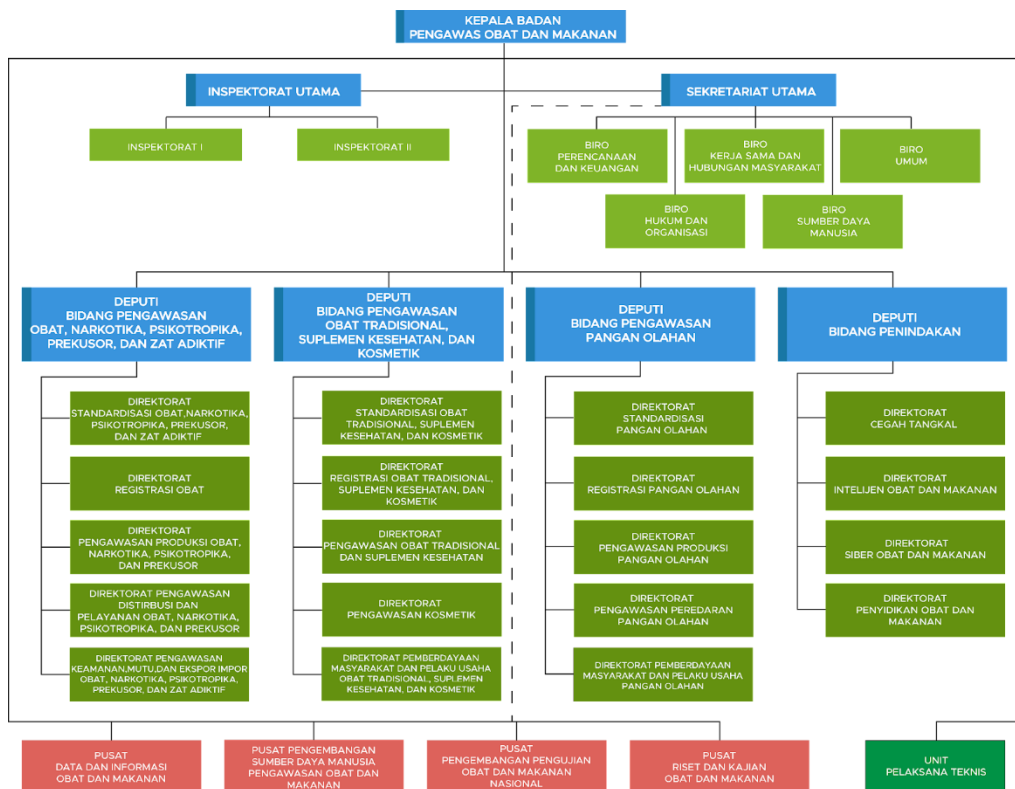 KEPALA BADAN
PENGAWAS OBAT DAN MAKANAN
INSPEKTORAT UTAMA
SEKRETARIAT UTAMA
INSPEKTORAT I
INSPEKTORAT II
BIRO
PERENCANAAN
DAN KEUANGAN
BIRO
KERJA SAMA DAN
HUBUNGAN MASYARAKAT
BIRO
UMUM
BIRO
HUKUM DAN
ORGANISASI
BIRO
SUMBER DAYA
MANUSIA
DEPUTI
BIDANG PENGAWASAN
OBAT, NARKOTIKA, PSIKOTROPIKA,
PREKUSOR, DAN ZAT ADIKTIF
DIREKTORAT
STANDARDISASI OBAT,NARKOTIKA,
PSIKOTROPIKA, PREKUSOR,
DAN ZAT ADIKTIF
DIREKTORAT
REGISTRASI OBAT
DIREKTORAT
PENGAWASAN PRODUKSI OBAT,
NARKOTIKA, PSIKOTROPIKA,
DAN PREKUSOR
DIREKTORAT PENGAWASAN
DISTIRBUSI DAN
PELAYANAN OBAT, NARKOTIKA,
PSIKOTROPIKA, DAN PREKUSOR
DIREKTORAT PENGAWASAN
KEAMANAN,MUTU,DAN EKSPOR IMPOR
OBAT, NARKOTIKA, PSIKOTROPIKA,
PREKUSOR, DAN ZAT ADIKTIF
DEPUTI
BIDANG PENGAWASAN
OBAT TRADISIONAL,
SUPLEMEN KESEHATAN, DAN
KOSMETIK
DIREKTORAT
STANDARDISASI OBAT
TRADISIONAL, SUPLEMEN
KESEHATAN, DAN KOSMETIK
DIREKTORAT
REGISTRASI OBAT TRADISIONAL,
SUPLEMEN KESEHATAN, DAN
KOSMETIK
DIREKTORAT
PENGAWASAN OBAT TRADISIONAL
DAN SUPLEMEN KESEHATAN
DIREKTORAT
PENGAWASAN KOSMETIK
DIREKTORAT PEMBERDAYAAN
MASYARAKAT DAN PELAKU USAHA
OBAT TRADISIONAL, SUPLEMEN
KESEHATAN, DAN KOSMETIK
DEPUTI
BIDANG PENGAWASAN
PANGAN OLAHAN
DIREKTORAT
STANDARDISASI
PANGAN OLAHAN
DIREKTORAT
REGISTRASI PANGAN OLAHAN
DIREKTORAT
PENGAWASAN PRODUKSI
PANGAN OLAHAN
DIREKTORAT
PENGAWASAN PEREDARAN
PANGAN OLAHAN
DIREKTORAT PEMBERDAYAAN
MASYARAKAT DAN PELAKU USAHA
PANGAN OLAHAN
DEPUTI
BIDANG PENINDAKAN
DIREKTORAT
CEGAH TANGKAL
DIREKTORAT
INTELIJEN OBAT DAN MAKANAN
DIREKTORAT
SIBER OBAT DAN MAKANAN
DIREKTORAT
PENYIDIKAN OBAT DAN
MAKANAN
PUSAT
DATA DAN INFORMASI
OBAT DAN MAKANAN
PUSAT PENGEMBANGAN
SUMBER DAYA MANUSIA
PENGAWASAN OBAT DAN
MAKANAN
PUSAT
PENGEMBANGAN PENGUJIAN
OBAT DAN MAKANAN
NASIONAL
PUSAT
RISET DAN KAJIAN
OBAT DAN MAKANAN
UNIT
PELAKSANA TEKNIS